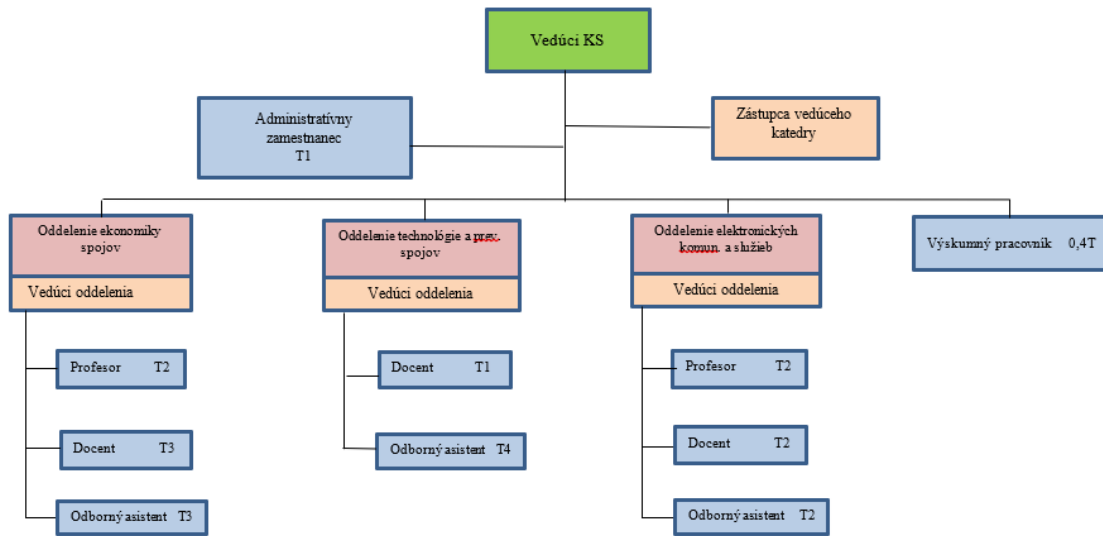 Vedúci KS
Administratívny
zamestnanec
T1
Zástupca vedúceho
katedry
Oddelenie ekonomiky
spojov
Vedúci oddelenia
Profesor T2
Docent T3
Odborný asistent T3
Oddelenie technológie a prev.
spojov
Vedúci oddelenia
Docent T1
Odborný asistent T4
Oddelenie elektronických
komun. a služieb
Vedúci oddelenia
Profesor T2
Docent T2
Odborný asistent T2
Výskumný pracovník 0,4T